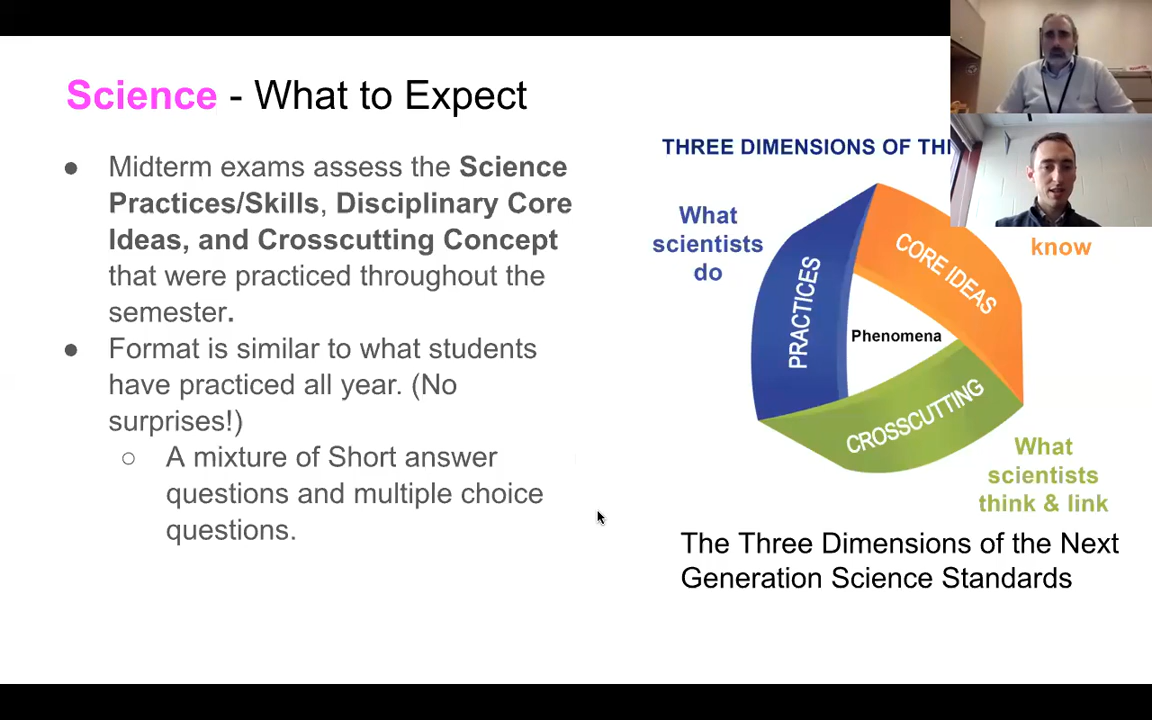 Science - What to Expect
● Midterm exams assess the Science
Practices/Skills, Disciplinary Core
Ideas, and Crosscutting Concept
that were practiced throughout the
semester.
● Format is similar to what students
have practiced all year. (No
surprises!)
○ A mixture of Short answer
questions and multiple choice
questions.
THREE DIMENSIONS OF
What
scientists
do
know
PRACTICES
CORE IDEAS
Phenomena
CROSSCUTTING
What
scientists
think & link
The Three Dimensions of the Next
Generation Science Standards